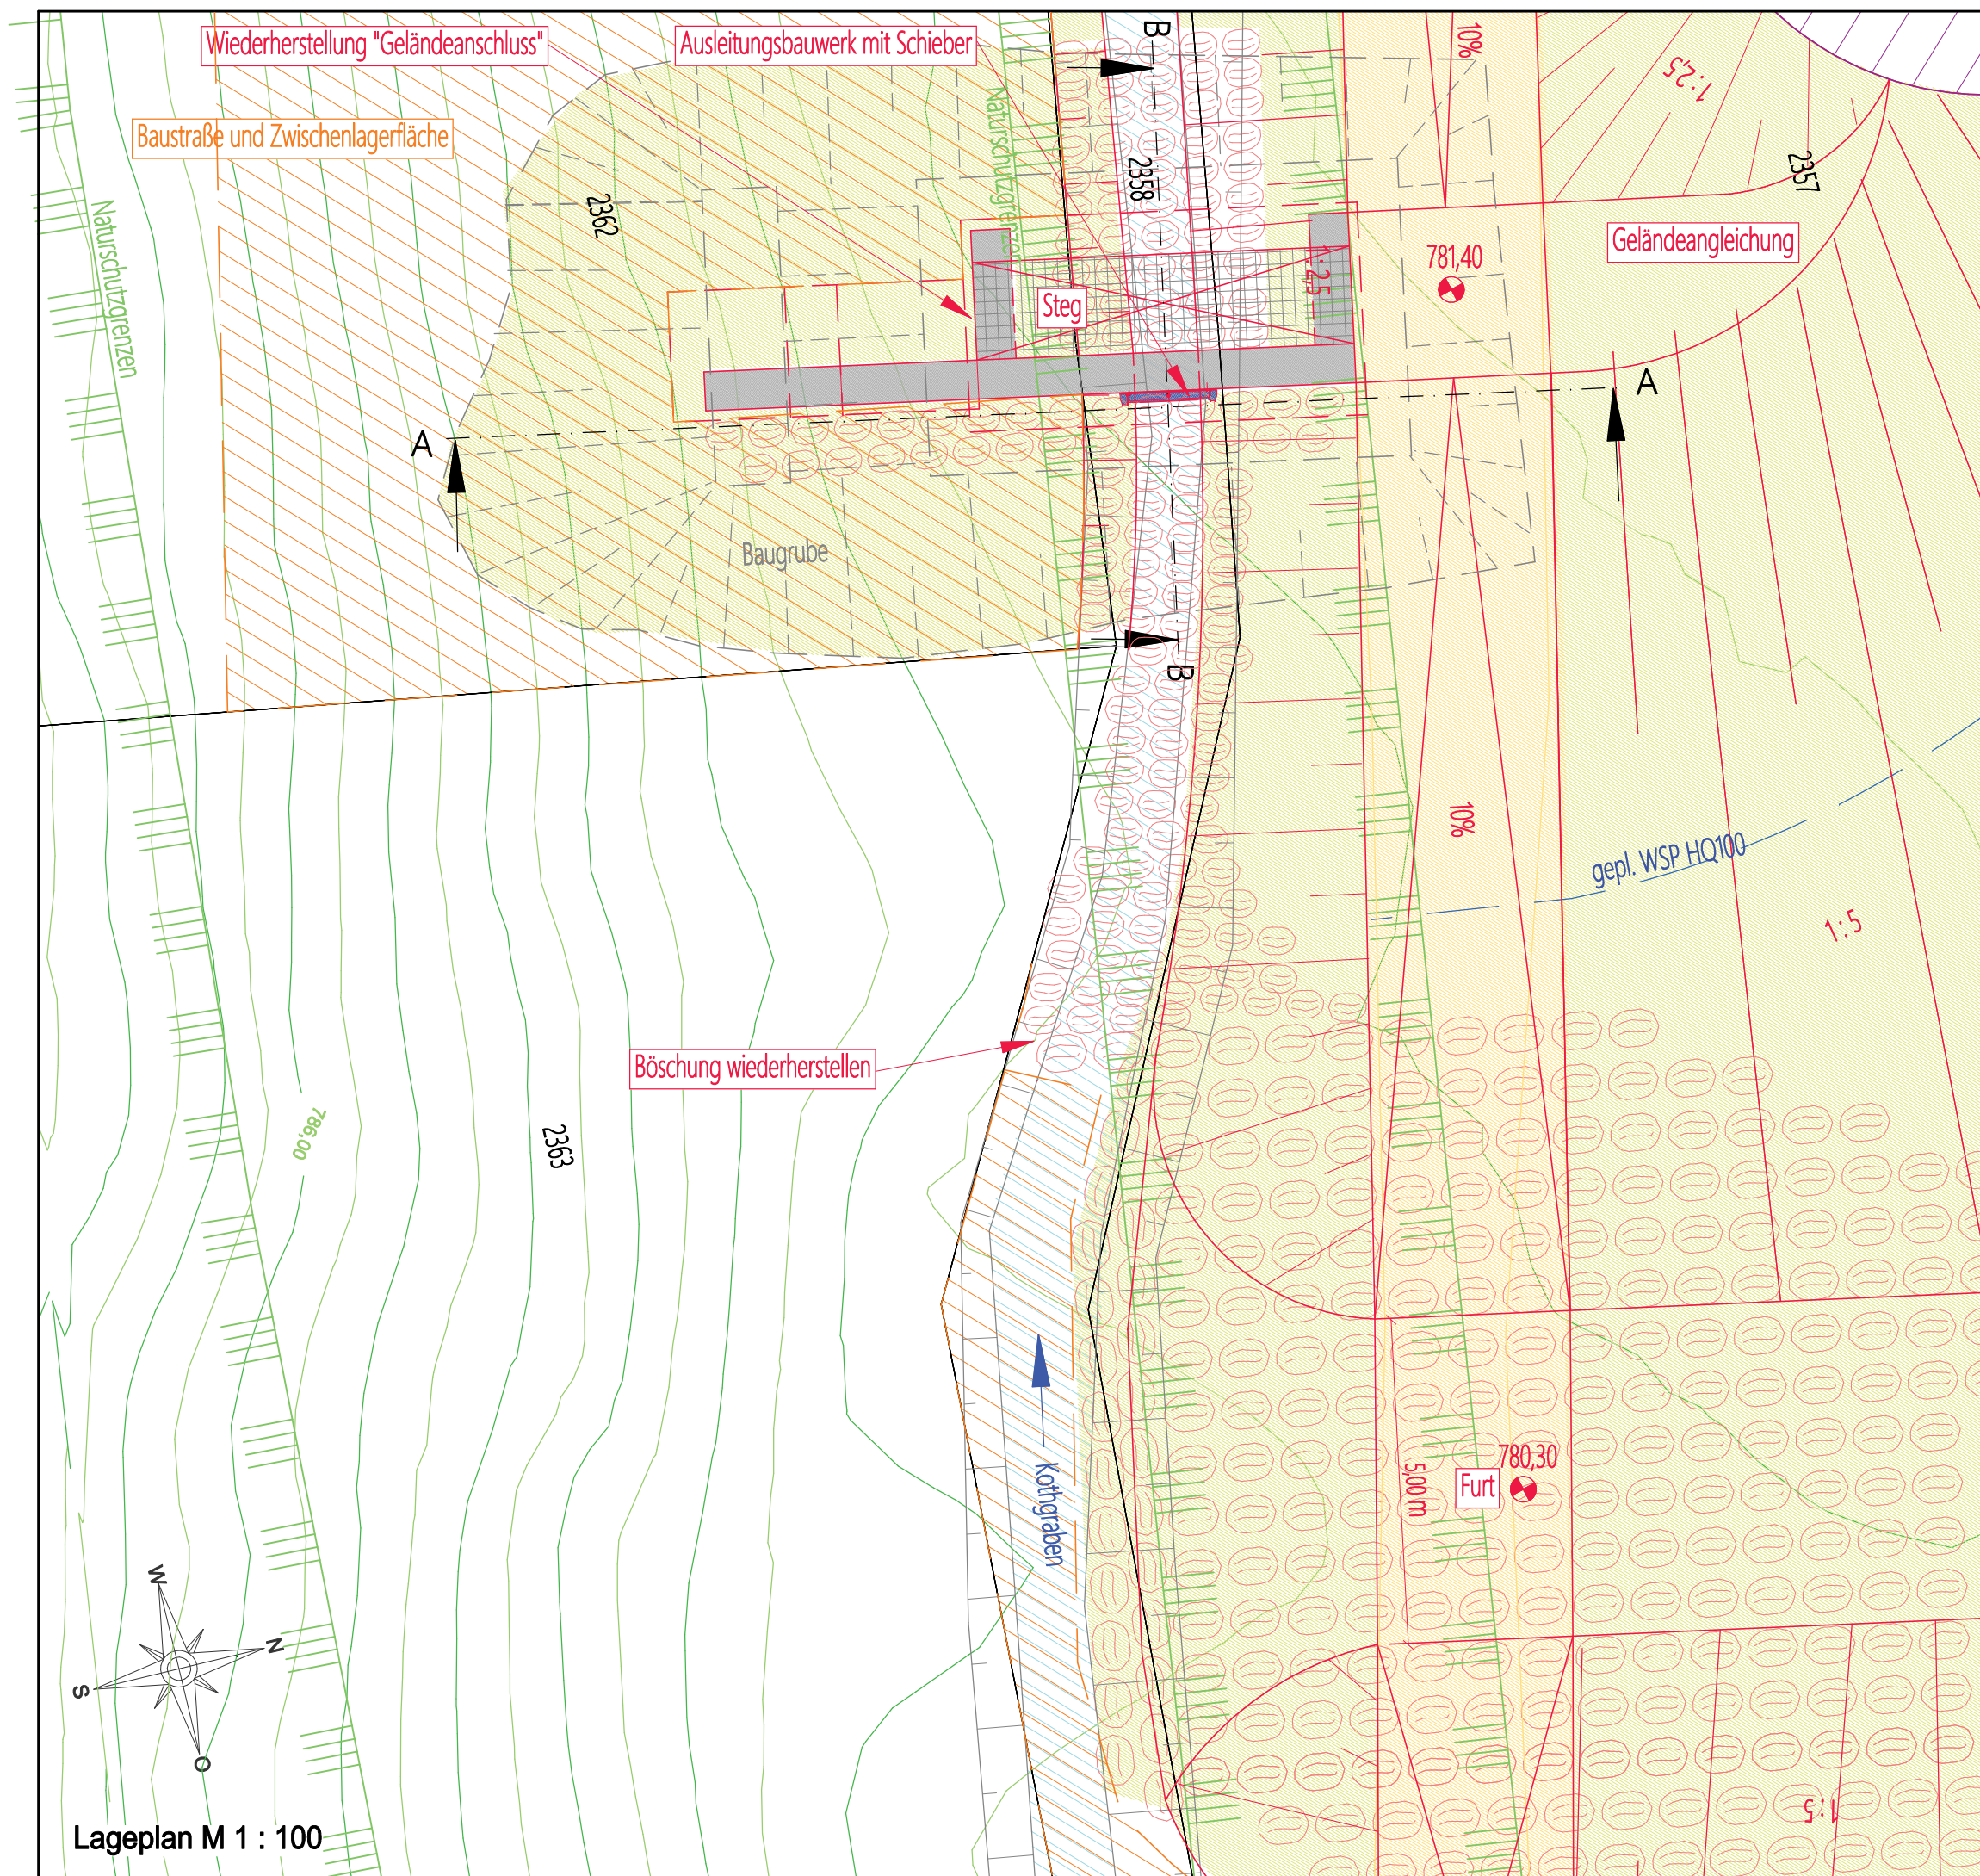 B
10%
Wiederherstellung "Geländeanschluss"
Ausleitungsbauwerk mit Schieber
1:2,5
Baustraße und Zwischenlagerfläche
Naturschutzgrenzen
2358
2357
Naturschutzgrenzen
2362
Geländeangleichung
781,40
1:2,5
Steg
A
A
Baugrube
B
10%
gepl. WSP HQ100
1:5
Böschung wiederherstellen
786,00
2363
780,30
Furt
5,00 m
Kothgraben
W
N
S
O
1:5
Lageplan M 1 : 100